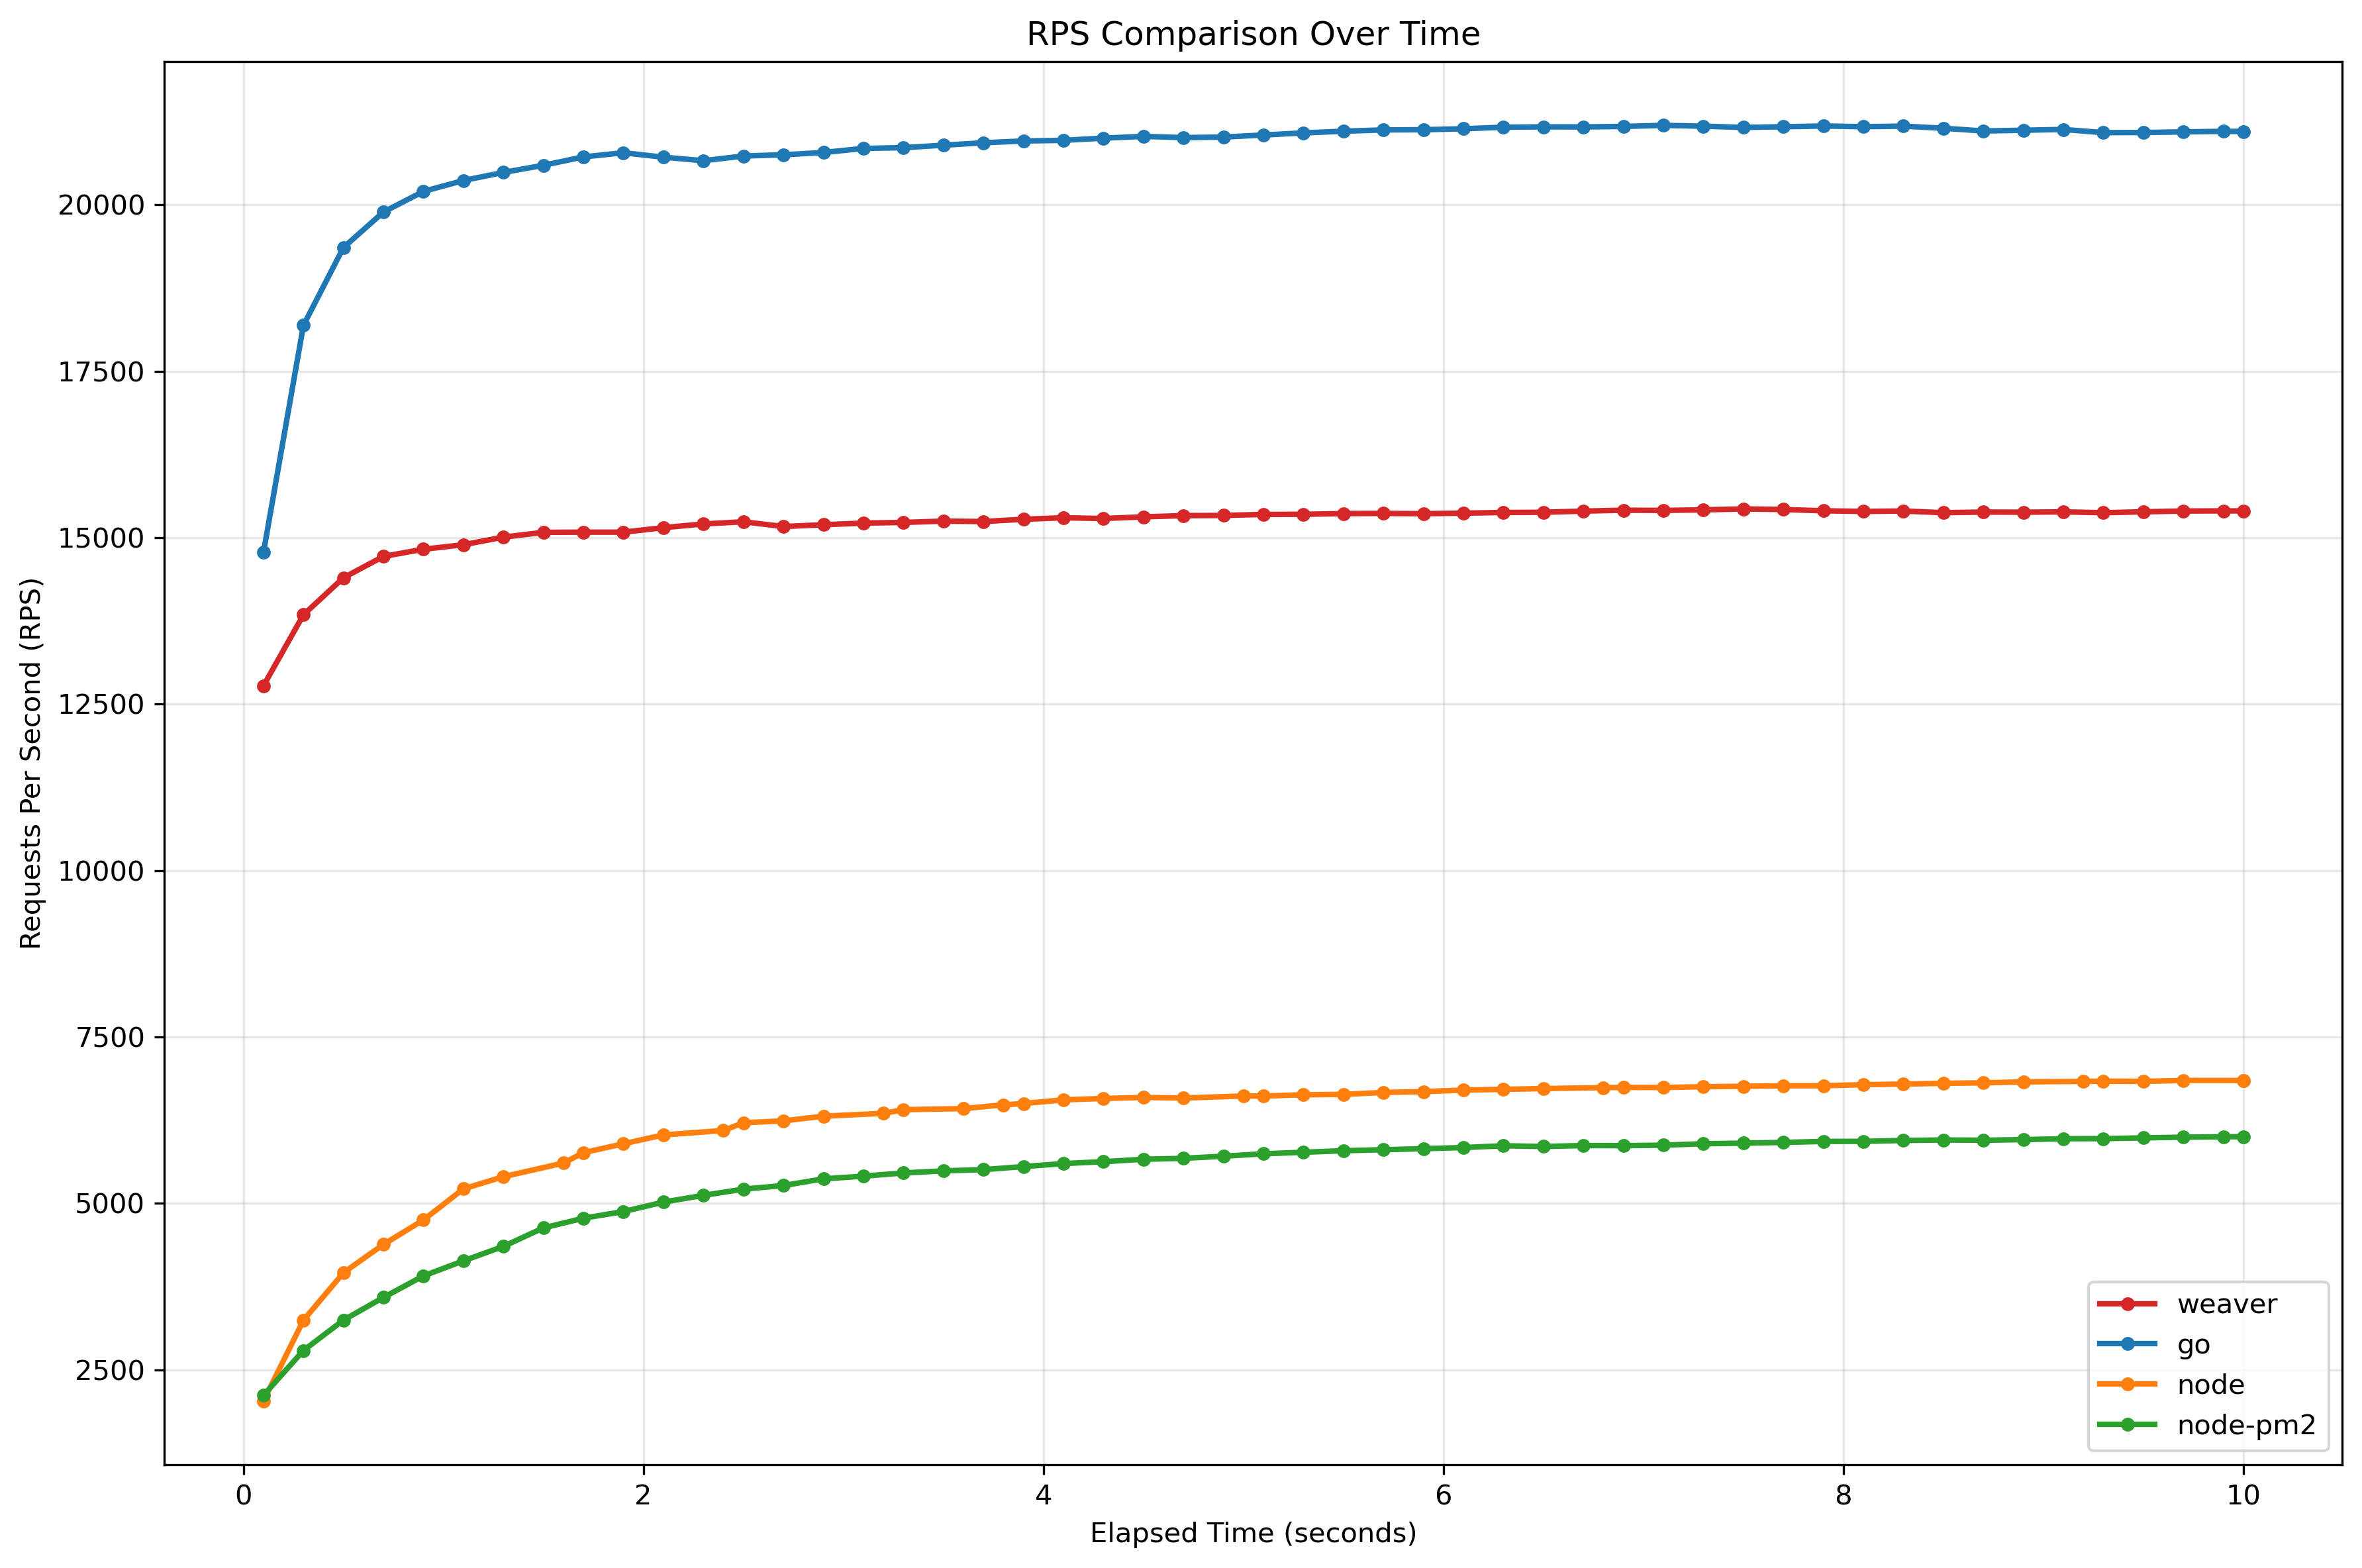 RPS Comparison Over Time
Requests Per Second (RPS)
20000
17500
15000
12500
10000
7500
5000
2500
0 2 4 6 8 10
Elapsed Time (seconds)
weaver
go
node
node-pm2